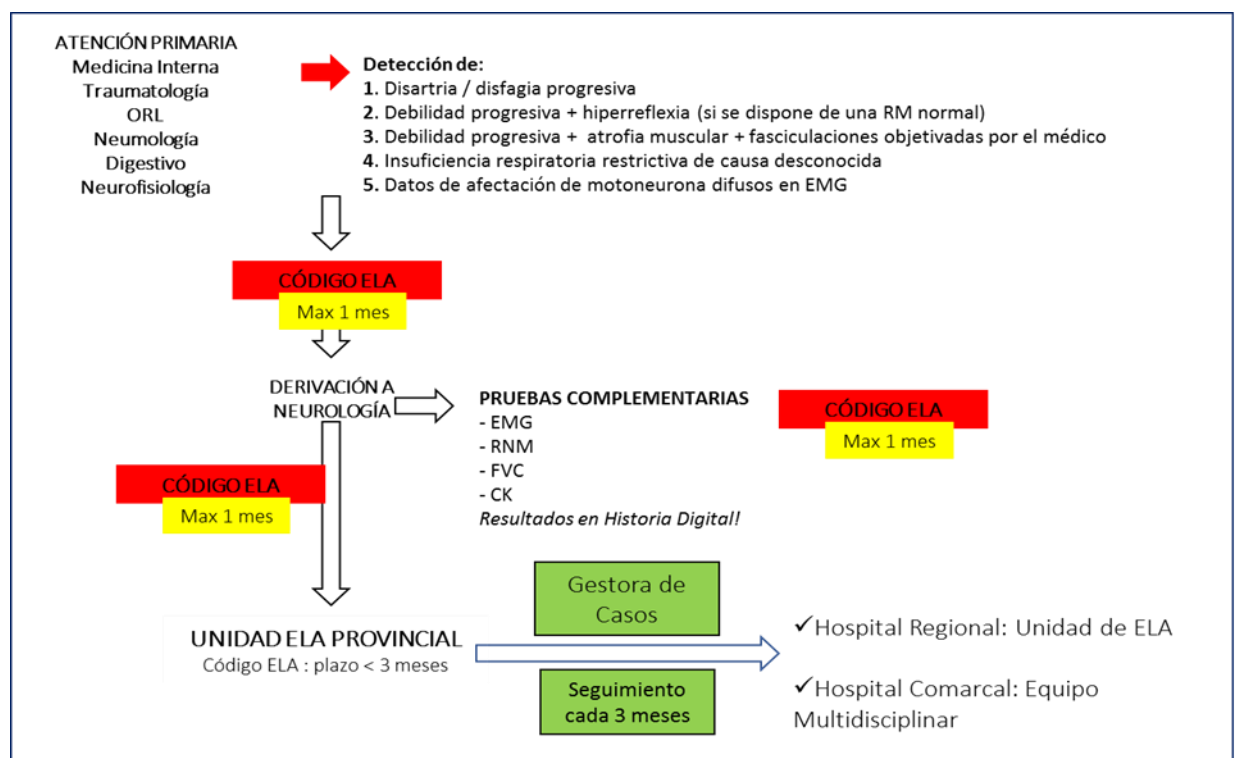 ATENCIÓN PRIMARIA
Medicina Interna
Traumatología
ORL
Neumología
Digestivo
Neurofisiología
Detección de:
1. Disartria / disfagia progresiva
2. Debilidad progresiva + hiperreflexia (si se dispone de una RM normal)
3. Debilidad progresiva + atrofia muscular + fasciculaciones objetivadas por el médico
4. Insuficiencia respiratoria restrictiva de causa desconocida
5. Datos de afectación de motoneurona difusos en EMG
CÓDIGO ELA
Max 1 mes
DERIVACIÓN A
NEUROLOGÍA
PRUEBAS COMPLEMENTARIAS
- EMG
- RNM
- FVC
- CK
Resultados en Historia Digital!
CÓDIGO ELA
Max 1 mes
CÓDIGO ELA
Max 1 mes
UNIDAD ELA PROVINCIAL
Código ELA : plazo < 3 meses
Gestora de
Casos
Seguimiento
cada 3 meses
✓Hospital Regional: Unidad de ELA
✓Hospital Comarcal: Equipo
Multidisciplinar